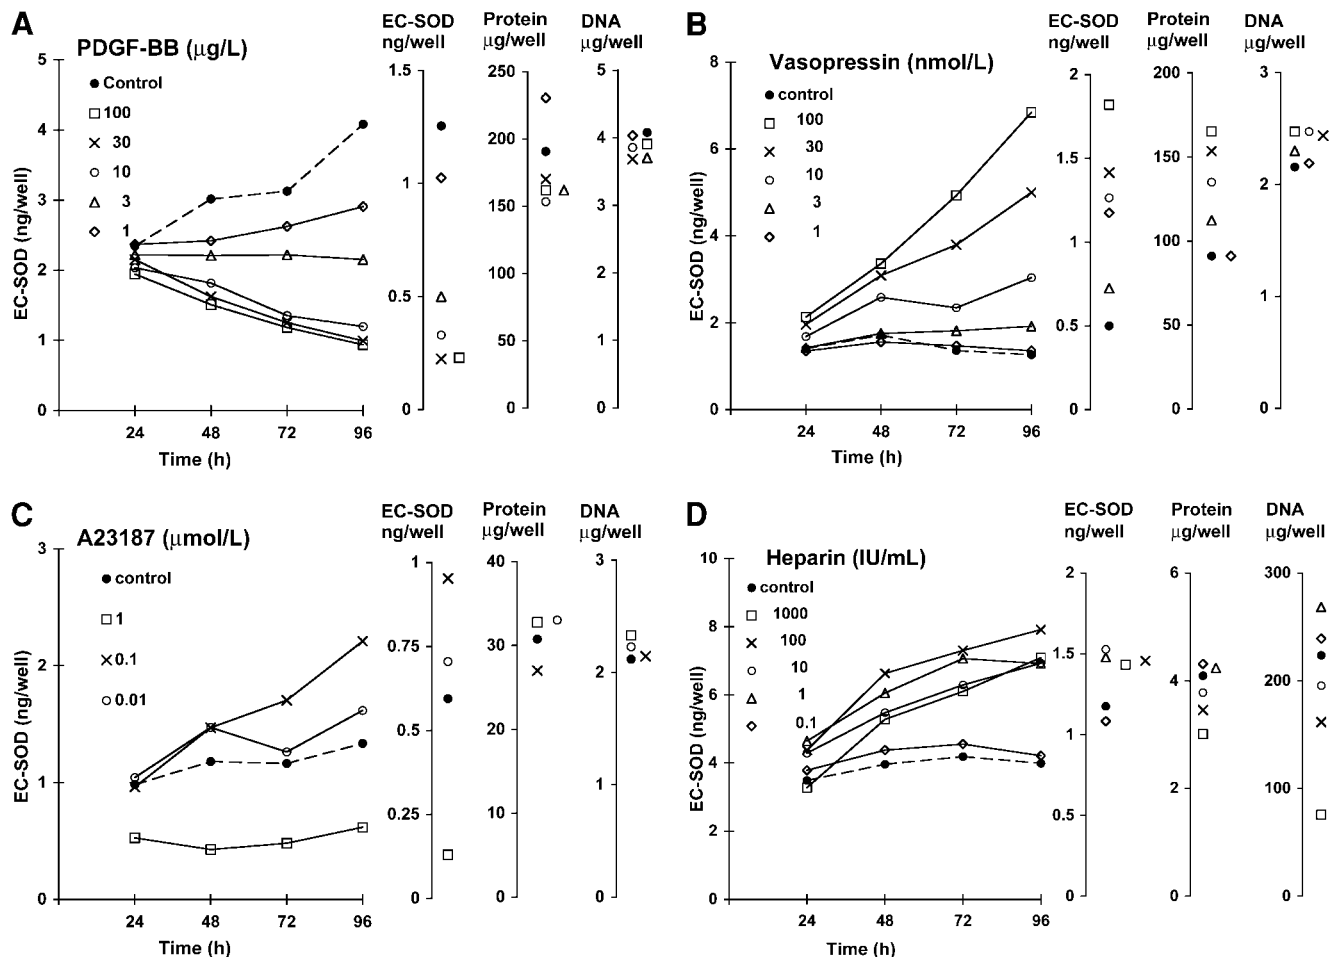 A
PDGF-BB (μg/L)
EC-SOD
ng/well
Protein
μg/well
DNA
μg/well
Control
100
30
10
3
1
EC-SOD (ng/well)
5
4
3
2
1
0
24
48
72
96
Time (h)
1.5
1
0.5
0
250
200
150
100
50
0
5
4
3
2
1
0
B
Vasopressin (nmol/L)
EC-SOD
ng/well
Protein
μg/well
DNA
μg/well
control
100
30
10
3
1
EC-SOD (ng/well)
8
6
4
2
0
24
48
72
96
Time (h)
2
1.5
1
0.5
0
200
150
100
50
0
3
2
1
0
C
A23187 (μmol/L)
EC-SOD
ng/well
Protein
μg/well
DNA
μg/well
control
1
0.1
0.01
EC-SOD (ng/well)
3
2
1
0
24
48
72
96
Time (h)
1
0.75
0.5
0.25
0
40
30
20
10
0
3
2
1
0
D
Heparin (IU/mL)
EC-SOD
ng/well
Protein
μg/well
DNA
μg/well
control
1000
100
10
1
0.1
EC-SOD (ng/well)
10
8
6
4
2
0
24
48
72
96
Time (h)
2
1.5
1
0.5
0
6
4
2
0
300
200
100
0